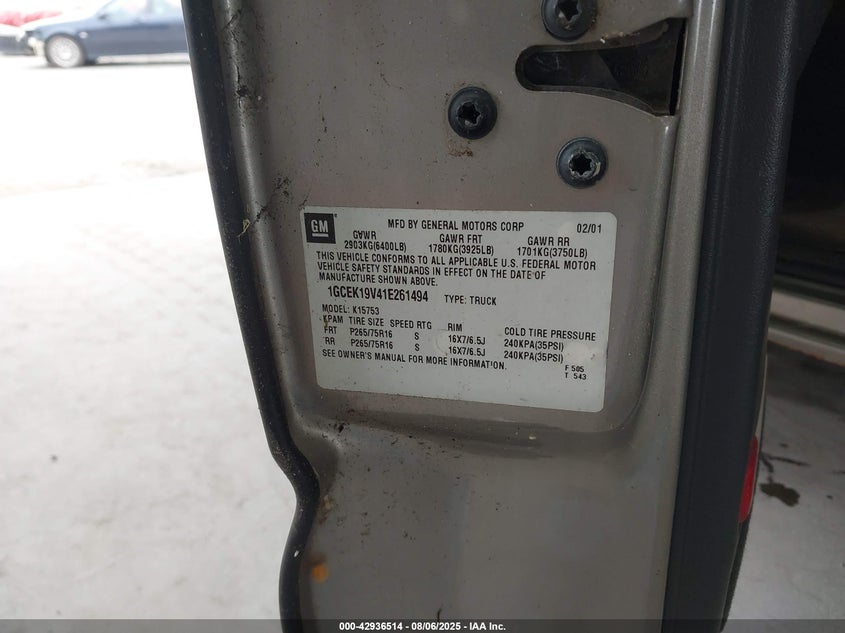 GM
MFD BY GENERAL MOTORS CORP 02/01
GVWR GAWR FRT GAWR RR
2903KG(6400LB) 1780KG(3925LB) 1701KG(3750LB)
THIS VEHICLE CONFORMS TO ALL APPLICABLE U.S. FEDERAL MOTOR
VEHICLE SAFETY STANDARDS IN EFFECT ON THE DATE OF
MANUFACTURE SHOWN ABOVE.
1GCEK19V41E261494 TYPE: TRUCK
MODEL: K15753
KPAM TIRE SIZE SPEED RTG RIM COLD TIRE PRESSURE
FRT P265/75R16 S 16X7/6.5J 240KPA(35PSI)
RR P265/75R16 S 16X7/6.5J 240KPA(35PSI)
SEE OWNER'S MANUAL FOR MORE INFORMATION.
F 505
T 543
000-42936514 - 08/06/2025 - IAA Inc.